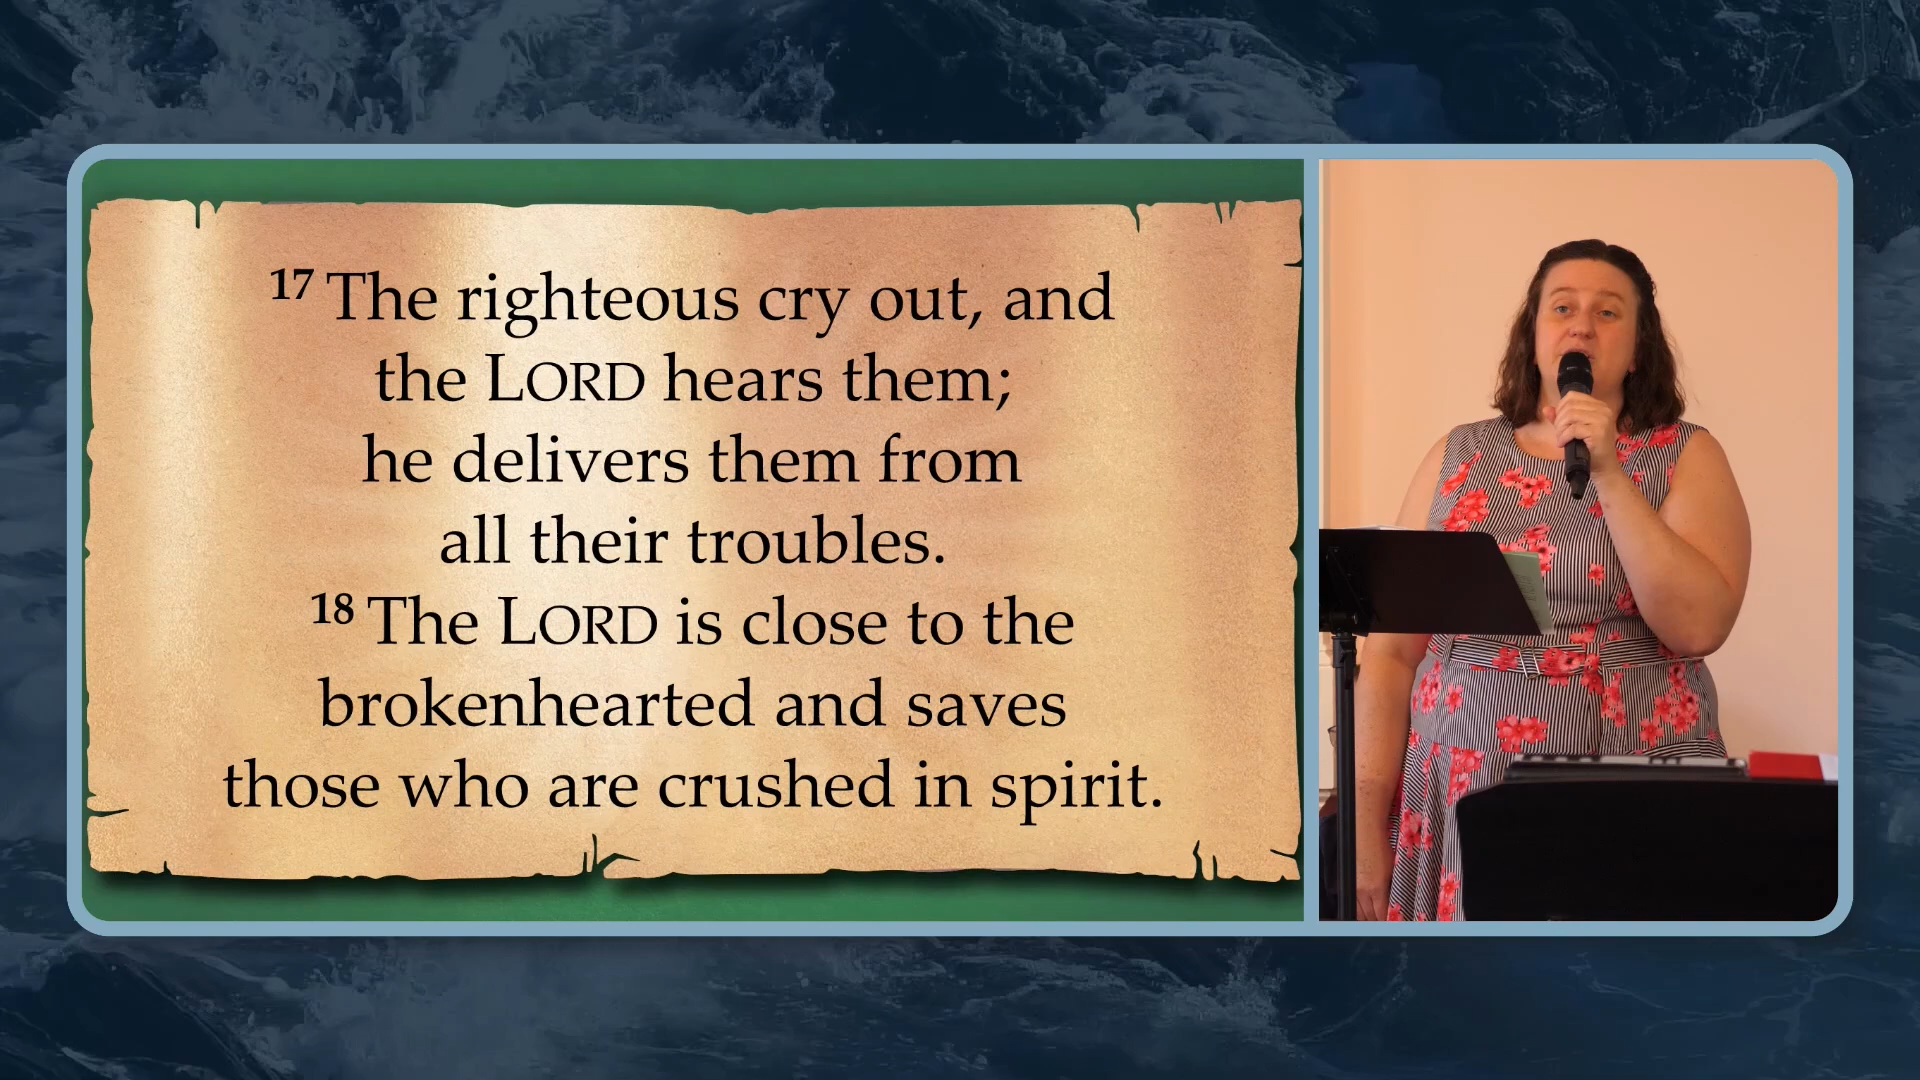 17 The righteous cry out, and
the LORD hears them;
he delivers them from
all their troubles.
18 The LORD is close to the
brokenhearted and saves
those who are crushed in spirit.